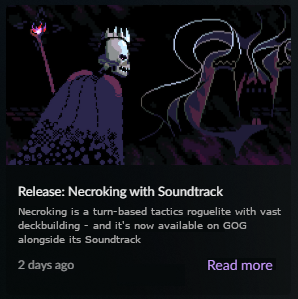 Release: Necroking with Soundtrack
Necroking is a turn-based tactics roguelite with vast
deckbuilding - and it's now available on GOG
alongside its Soundtrack
2 days ago
Read more